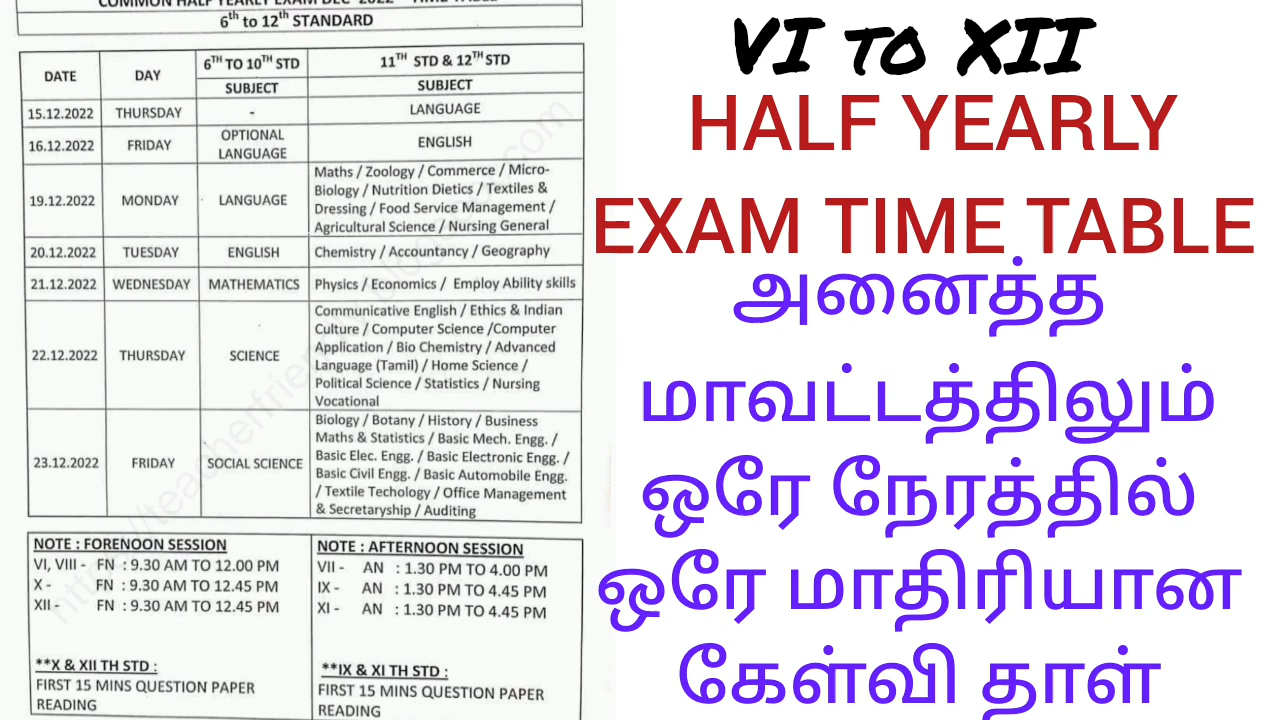 COMMON HALF YEARLY EXAM DEC-2022 - TIME TABLE
6th to 12th STANDARD
DATE DAY 6TH TO 10TH STD 11TH STD & 12TH STD
SUBJECT SUBJECT
15.12.2022 THURSDAY - LANGUAGE
16.12.2022 FRIDAY OPTIONAL LANGUAGE ENGLISH
19.12.2022 MONDAY LANGUAGE Maths / Zoology / Commerce / Micro-
Biology / Nutrition Dietics / Textiles &
Dressing / Food Service Management /
Agricultural Science / Nursing General
20.12.2022 TUESDAY ENGLISH Chemistry / Accountancy / Geography
21.12.2022 WEDNESDAY MATHEMATICS Physics / Economics / Employ Ability skills
22.12.2022 THURSDAY SCIENCE Communicative English / Ethics & Indian
Culture / Computer Science /Computer
Application / Bio Chemistry / Advanced
Language (Tamil) / Home Science /
Political Science / Statistics / Nursing
Vocational
23.12.2022 FRIDAY SOCIAL SCIENCE Biology / Botany / History / Business
Maths & Statistics / Basic Mech. Engg. /
Basic Elec. Engg. / Basic Electronic Engg. /
Basic Civil Engg. / Basic Automobile Engg.
/ Textile Techology / Office Management
& Secretaryship / Auditing
NOTE : FORENOON SESSION
VI, VIII - FN : 9.30 AM TO 12.00 PM
X - FN : 9.30 AM TO 12.45 PM
XII - FN : 9.30 AM TO 12.45 PM
**X & XII TH STD :
FIRST 15 MINS QUESTION PAPER
READING
NOTE : AFTERNOON SESSION
VII - AN : 1.30 PM TO 4.00 PM
IX - AN : 1.30 PM TO 4.45 PM
XI - AN : 1.30 PM TO 4.45 PM
**IX & XI TH STD :
FIRST 15 MINS QUESTION PAPER
READING
VI TO XII
HALF YEARLY
EXAM TIME TABLE
அனைத்த
மாவட்டத்திலும்
ஒரே நேரத்தில்
ஒரே மாதிரியான
கேள்வி தாள்